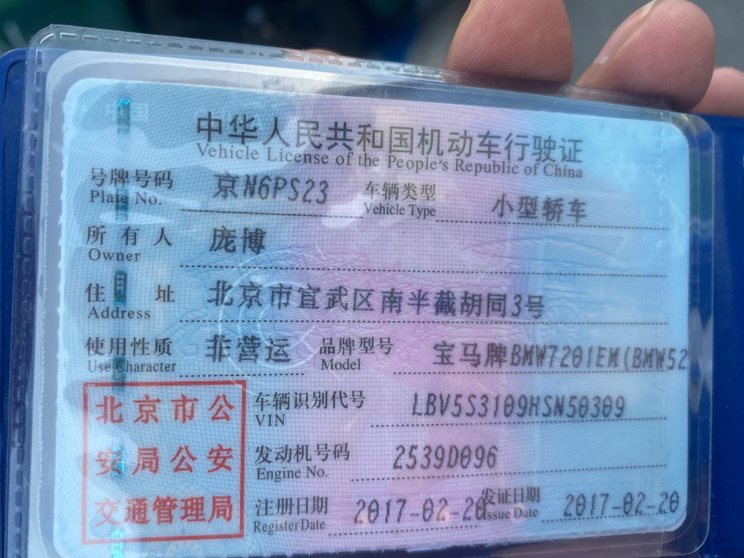 中华人民共和国机动车行驶证
Vehicle License of the People's Republic of China
号牌号码 京N6PS23 车辆类型 小型轿车
Plate No. Vehicle Type
所有人 庞博
Owner
住址 北京市宣武区南半截胡同3号
Address
使用性质 非营运 品牌型号 宝马牌BMW7201EM(BMW52
Use Character Model
北京市公 车辆识别代号 LBV5S3109HSN50309
VIN
安局公安 发动机号码 2539D096
Engine No.
交通管理局 注册日期 2017-02-20 发证日期 2017-02-20
Register Date Issue Date